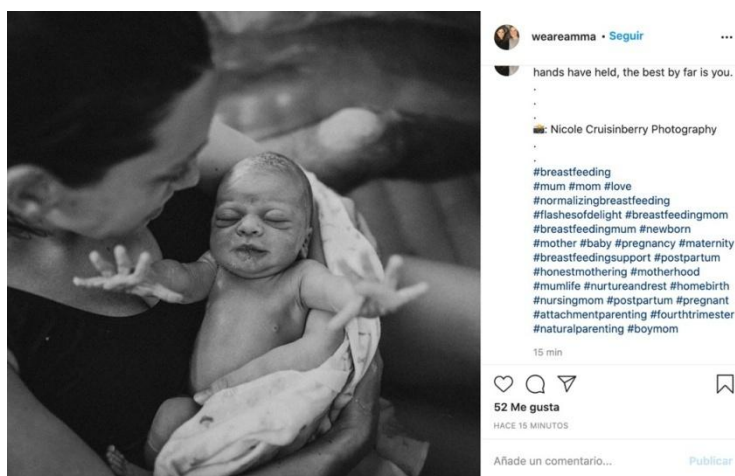 weareamma • Seguir
...
hands have held, the best by far is you.
.
.
.
📸: Nicole Cruisinberry Photography
.
.
#breastfeeding
#mum #mom #love
#normalizingbreastfeeding
#flashesofdelight #breastfeedingmom
#breastfeedingmum #newborn
#mother #baby #pregnancy #maternity
#breastfeedingsupport #postpartum
#honestmothering #motherhood
#mumlife #nurtureandrest #homebirth
#nursingmom #postpartum #pregnant
#attachmentparenting #fourthtrimester
#naturalparenting #boymom
15 min
52 Me gusta
HACE 15 MINUTOS
Añade un comentario... Publicar